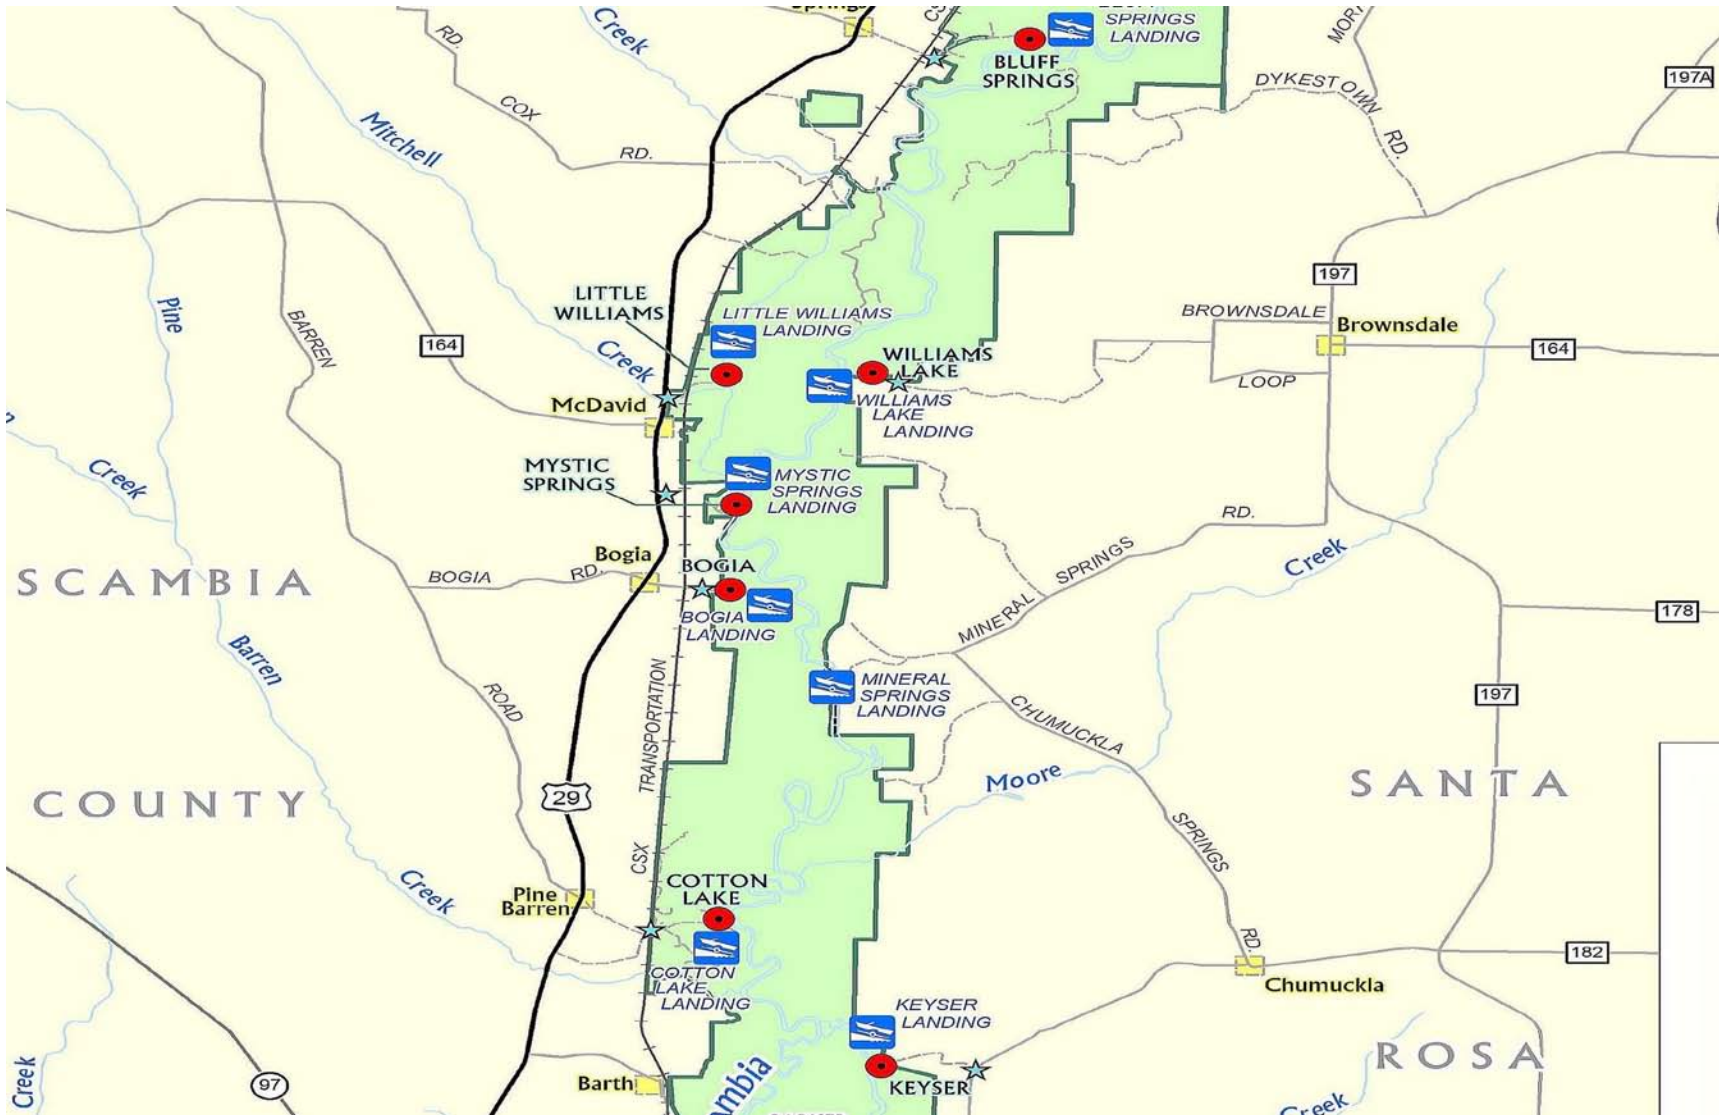 Springs
Creek
RD.
CS
SPRINGS
LANDING
BLUFF
SPRINGS
MOR
197A
DYKESTOWN
RD.
COX
RD.
Mitchell
Creek
197
LITTLE
WILLIAMS
LITTLE WILLIAMS
LANDING
BROWNSDALE
Brownsdale
Pine
BARREN
164
WILLIAMS
LAKE
164
LOOP
McDavid
WILLIAMS
LAKE
LANDING
Creek
MYSTIC
SPRINGS
MYSTIC
SPRINGS
LANDING
RD.
SPRINGS
MINERAL
Creek
Bogia
BOGIA
RD.
BOGIA
BOGIA
LANDING
SCAMBIA
COUNTY
178
Barren
ROAD
TRANSPORTATION
CSX
MINERAL
SPRINGS
LANDING
197
CHUMUCKLA
SPRINGS
RD.
Moore
SANTA
29
Creek
Pine
Barren
COTTON
LAKE
COTTON
LAKE
LANDING
182
Chumuckla
KEYSER
LANDING
KEYSER
ROSA
Creek
97
Barth
ambia
Creek